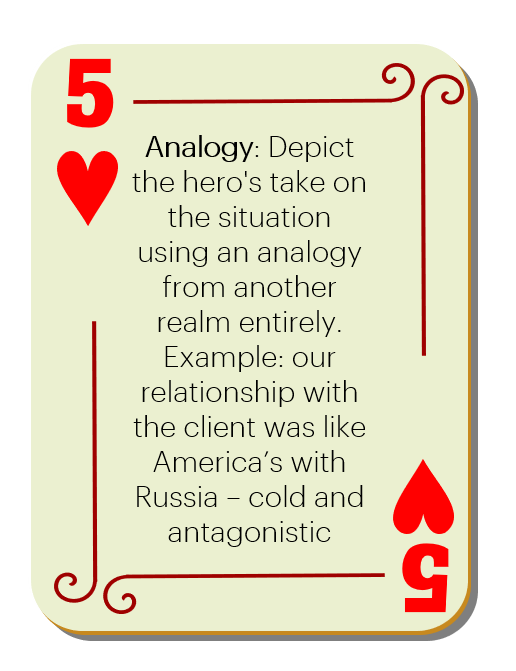 5
Analogy: Depict
the hero's take on
the situation
using an analogy
from another
realm entirely.
Example: our
relationship with
the client was like
America’s with
Russia – cold and
antagonistic
5